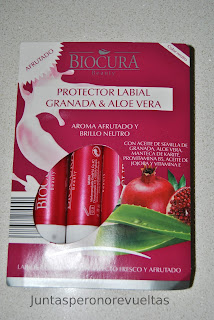 AFRUTADO
BIOCURA
Beauty
PROTECTOR LABIAL
GRANADA & ALOE VERA
AROMA AFRUTADO Y
BRILLO NEUTRO
CON ACEITE DE SEMILLA DE
GRANADA, ALOE VERA,
MANTECA DE KARITÉ,
PROVITAMINA B5, ACEITE DE
JOJOBA Y VITAMINA E
FRESCO Y AFRUTADO
Juntasperonorevueltas